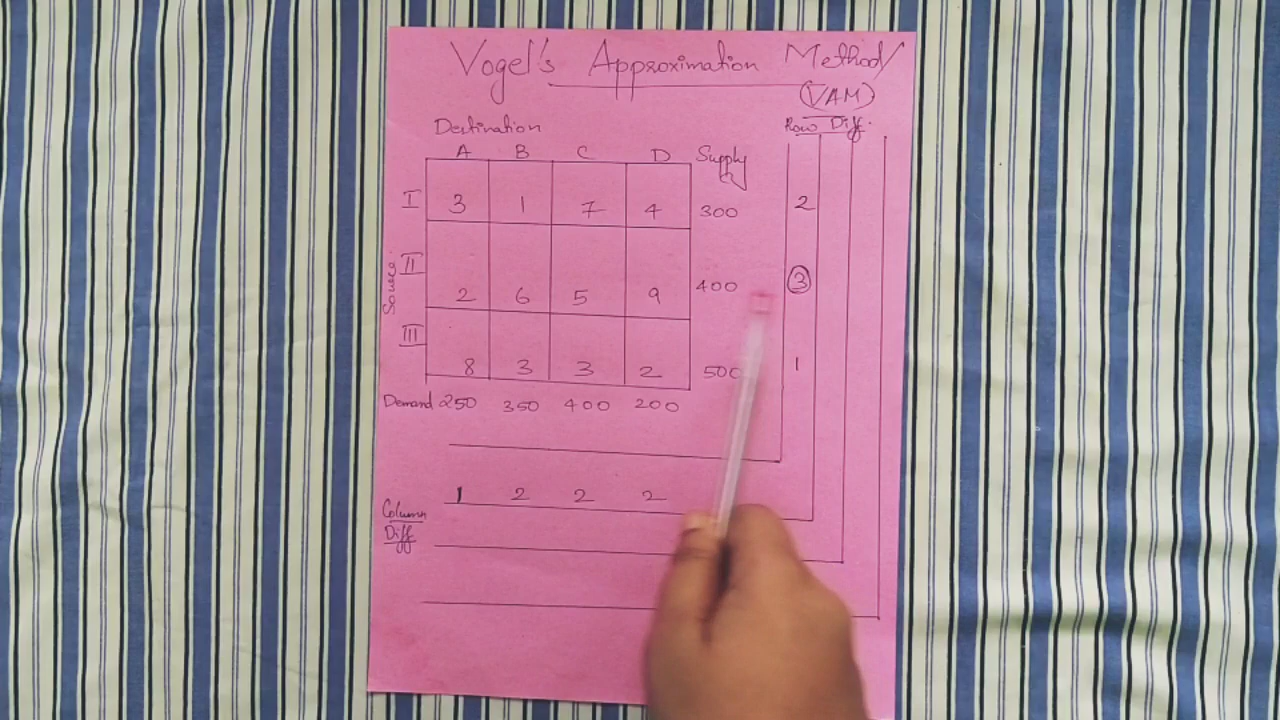 Vogel's Approximation Method
(VAM)
Destination
Row Diff.
A B C D Supply
I 3 1 7 4 300 2
Source
II 2 6 5 9 400 3
III 8 3 3 2 500 1
Demand 250 350 400 200
Column Diff
1 2 2 2